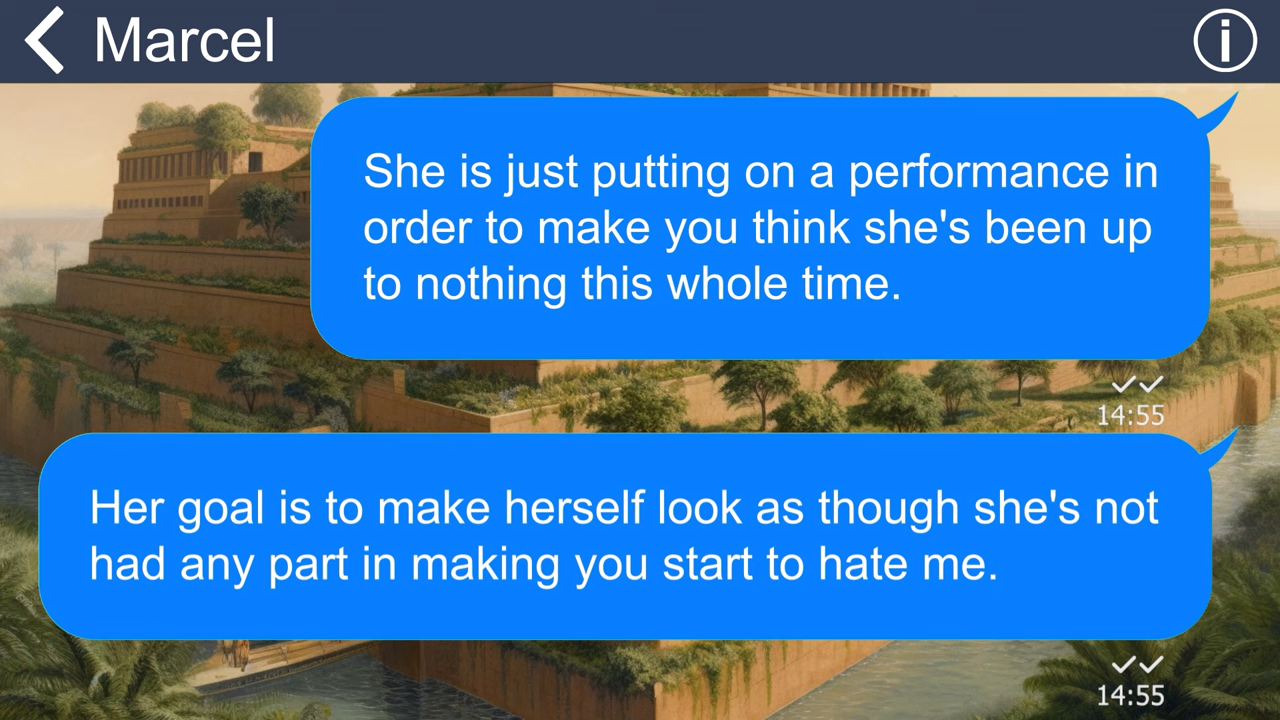 Marcel
She is just putting on a performance in
order to make you think she's been up
to nothing this whole time.
14:55
Her goal is to make herself look as though she's not
had any part in making you start to hate me.
14:55